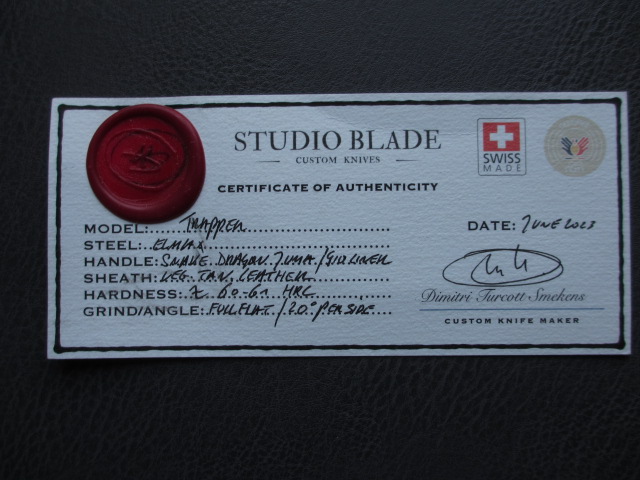 STUDIO BLADE
CUSTOM KNIVES
SWISS
MADE
CERTIFICATE OF AUTHENTICITY
MODEL: TRAPPER
DATE: JUNE 2023
STEEL: ELMAX
HANDLE: SNAKE DRAGON JUMA / G10 LINER
SHEATH: VEG. TAN. LEATHER
HARDNESS: ± 60-61 HRC
GRIND/ANGLE: FULL FLAT / 20° PER SIDE
Dimitri Turcott Smekens
CUSTOM KNIFE MAKER